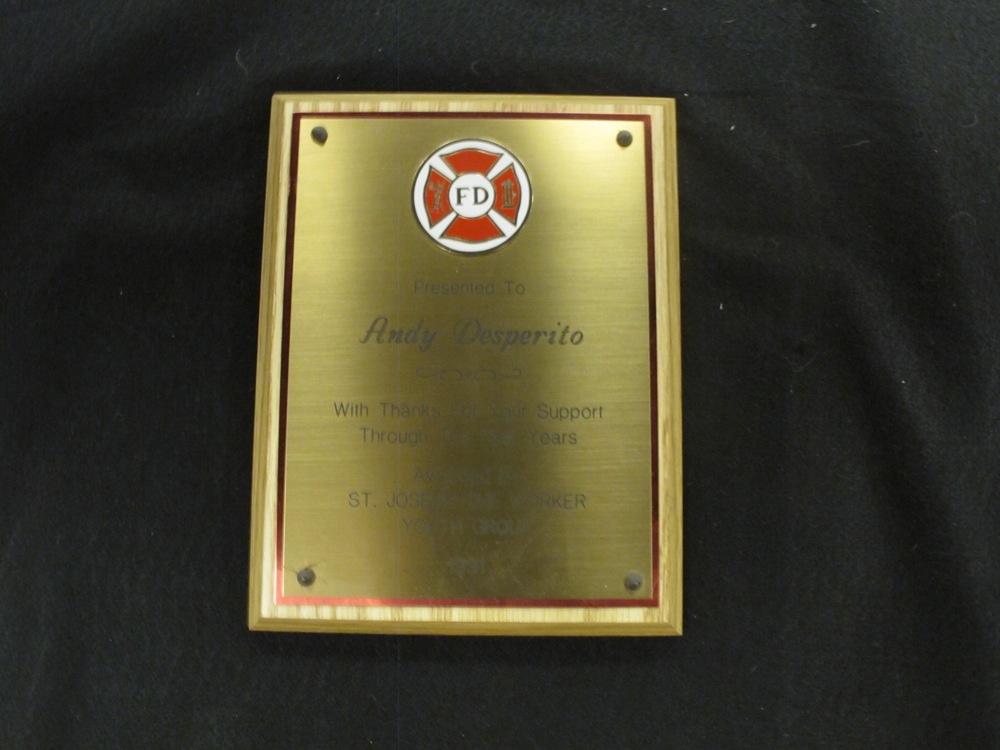 FD
Presented To
Andy Desperito
With Thanks For Your Support
Through The Years
ST. JOSEPH THE WORKER
YOUTH GROUP